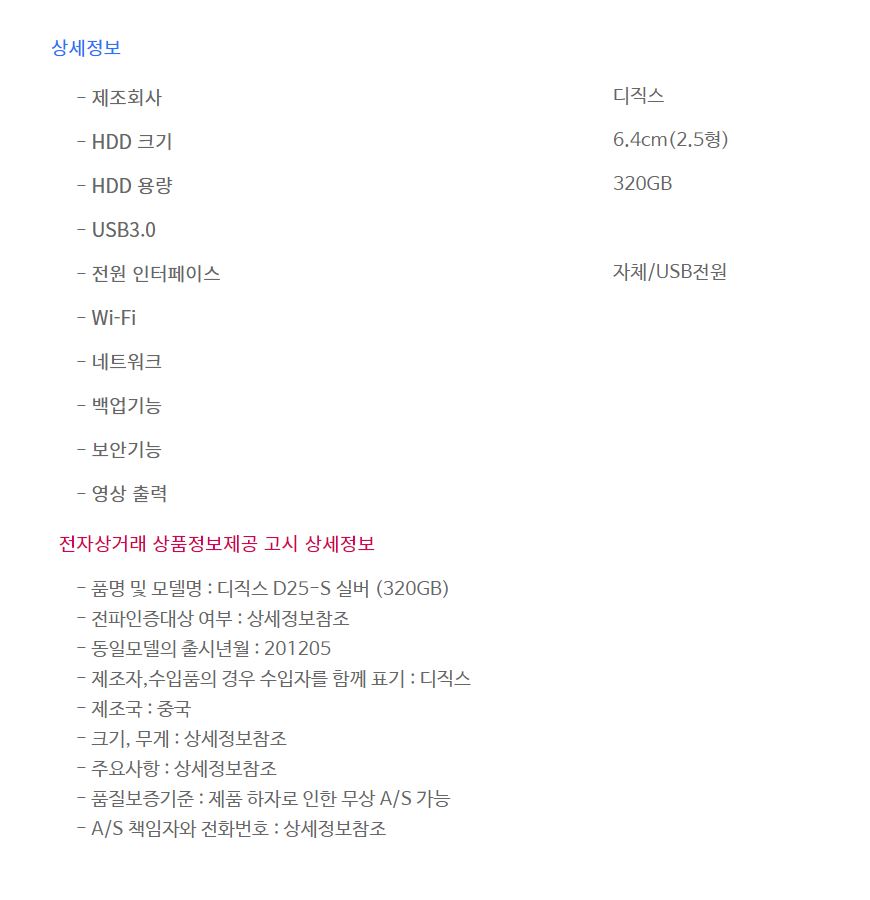 상세정보
- 제조회사 디직스
- HDD 크기 6.4cm(2.5형)
- HDD 용량 320GB
- USB3.0
- 전원 인터페이스 자체/USB전원
- Wi-Fi
- 네트워크
- 백업기능
- 보안기능
- 영상 출력
전자상거래 상품정보제공 고시 상세정보
- 품명 및 모델명 : 디직스 D25-S 실버 (320GB)
- 전파인증대상 여부 : 상세정보참조
- 동일모델의 출시년월 : 201205
- 제조자,수입품의 경우 수입자를 함께 표기 : 디직스
- 제조국 : 중국
- 크기, 무게 : 상세정보참조
- 주요사항 : 상세정보참조
- 품질보증기준 : 제품 하자로 인한 무상 A/S 가능
- A/S 책임자와 전화번호 : 상세정보참조